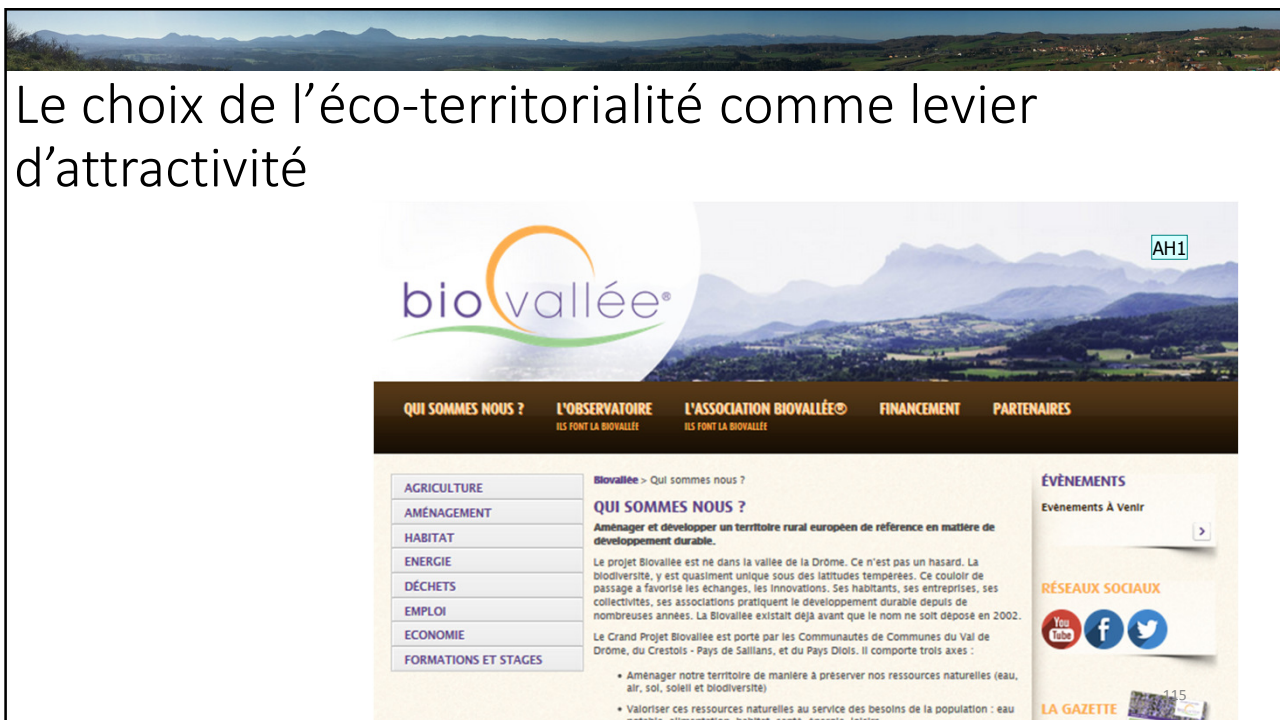 Le choix de l’éco-territorialité comme levier
d’attractivité
AH1
biovallée®
QUI SOMMES NOUS ?
L'OBSERVATOIRE
ILS FONT LA BIOVALLÉE
L'ASSOCIATION BIOVALLÉE®
ILS FONT LA BIOVALLÉE
FINANCEMENT
PARTENAIRES
AGRICULTURE
AMÉNAGEMENT
HABITAT
ENERGIE
DÉCHETS
EMPLOI
ECONOMIE
FORMATIONS ET STAGES
Biovallée > Qui sommes nous ?
QUI SOMMES NOUS ?
Aménager et développer un territoire rural européen de référence en matière de
développement durable.
Le projet Biovallée est né dans la vallée de la Drôme. Ce n'est pas un hasard. La
biodiversité, y est quasiment unique sous des latitudes tempérées. Ce couloir de
passage a favorisé les échanges, les innovations. Ses habitants, ses entreprises, ses
collectivités, ses associations pratiquent le développement durable depuis de
nombreuses années. La Biovallée existait déjà avant que le nom ne soit déposé en 2002.
Le Grand Projet Biovallée est porté par les Communautés de Communes du Val de
Drôme, du Crestois - Pays de Saillans, et du Pays Diois. Il comporte trois axes :
• Aménager notre territoire de manière à préserver nos ressources naturelles (eau,
air, sol, soleil et biodiversité)
• Valoriser ces ressources naturelles au service des besoins de la population : eau
potable, alimentation, habitat, santé, énergie, loisirs
ÉVÈNEMENTS
Evènements À Venir
RÉSEAUX SOCIAUX
You
Tube
LA GAZETTE
115